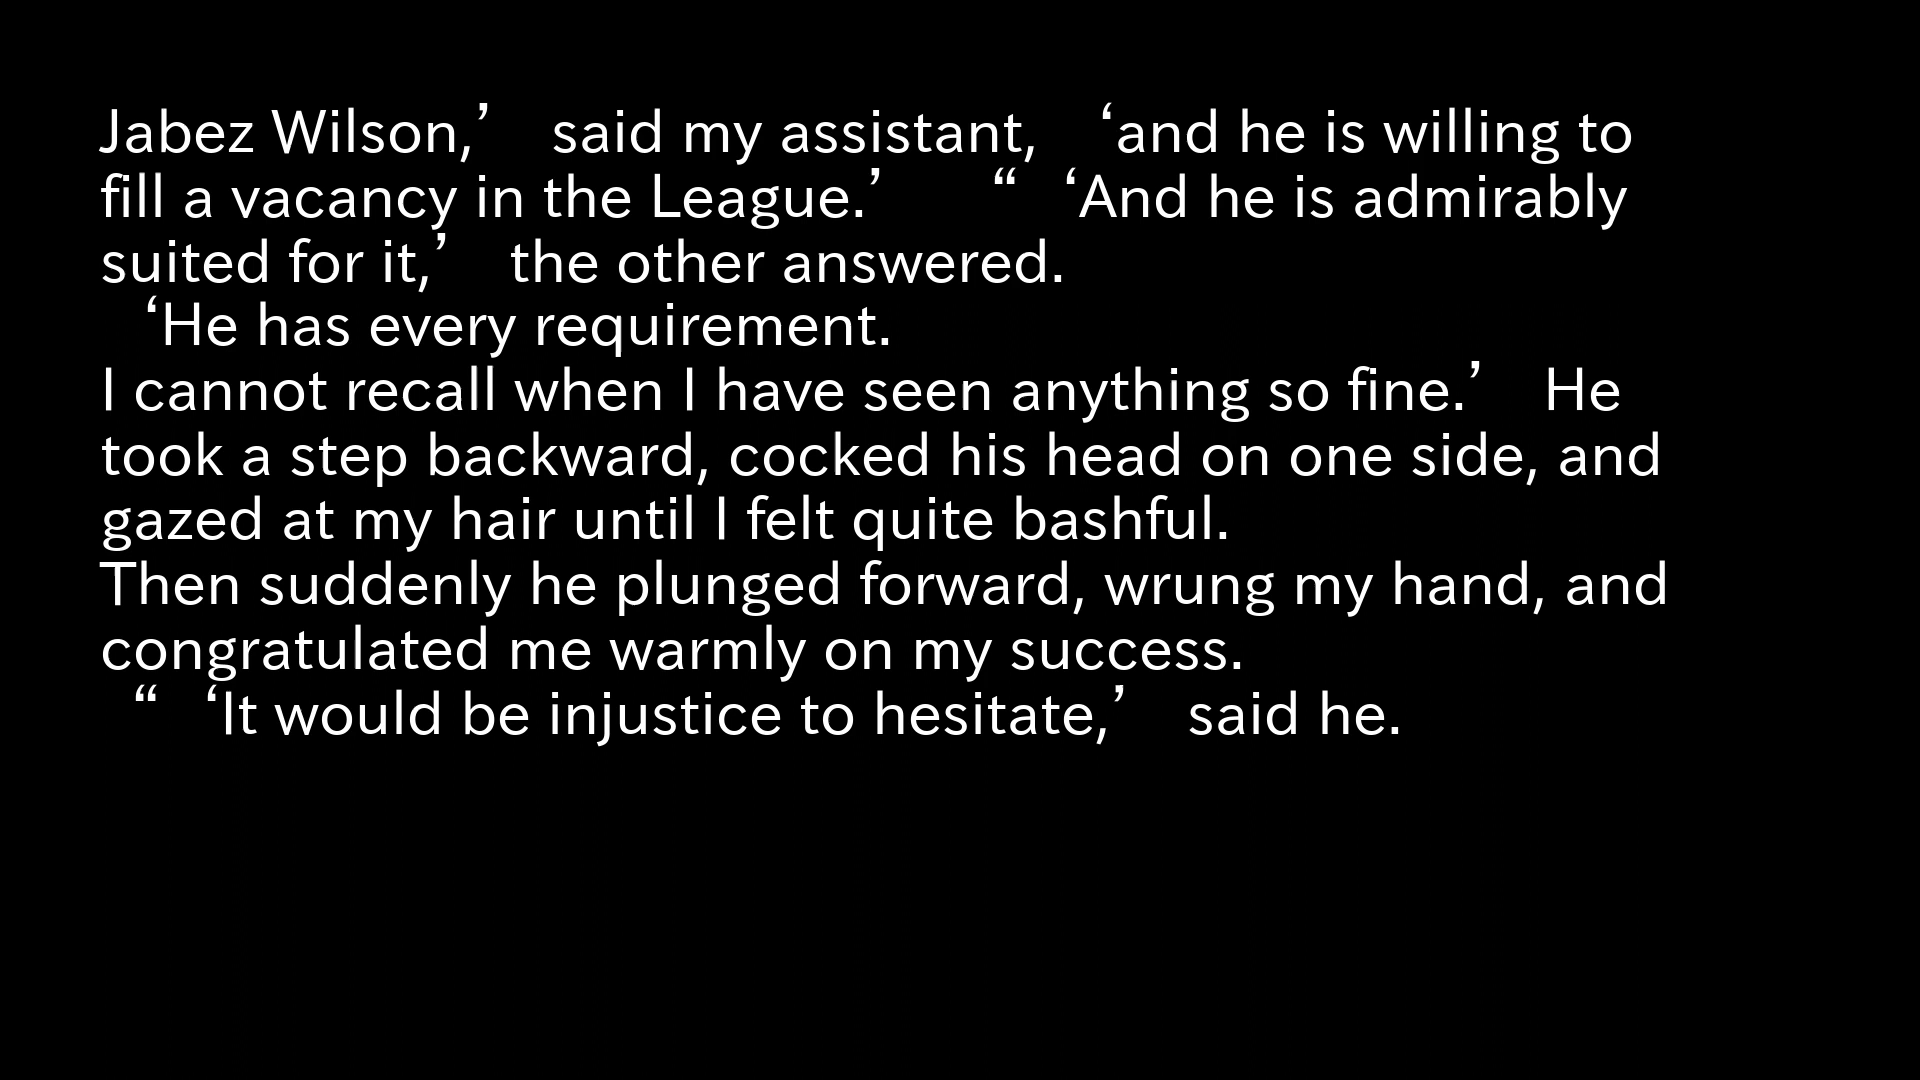 Jabez Wilson,’ said my assistant, ‘and he is willing to
fill a vacancy in the League.’ “ ‘And he is admirably
suited for it,’ the other answered.
‘He has every requirement.
I cannot recall when I have seen anything so fine.’ He
took a step backward, cocked his head on one side, and
gazed at my hair until I felt quite bashful.
Then suddenly he plunged forward, wrung my hand, and
congratulated me warmly on my success.
“ ‘It would be injustice to hesitate,’ said he.